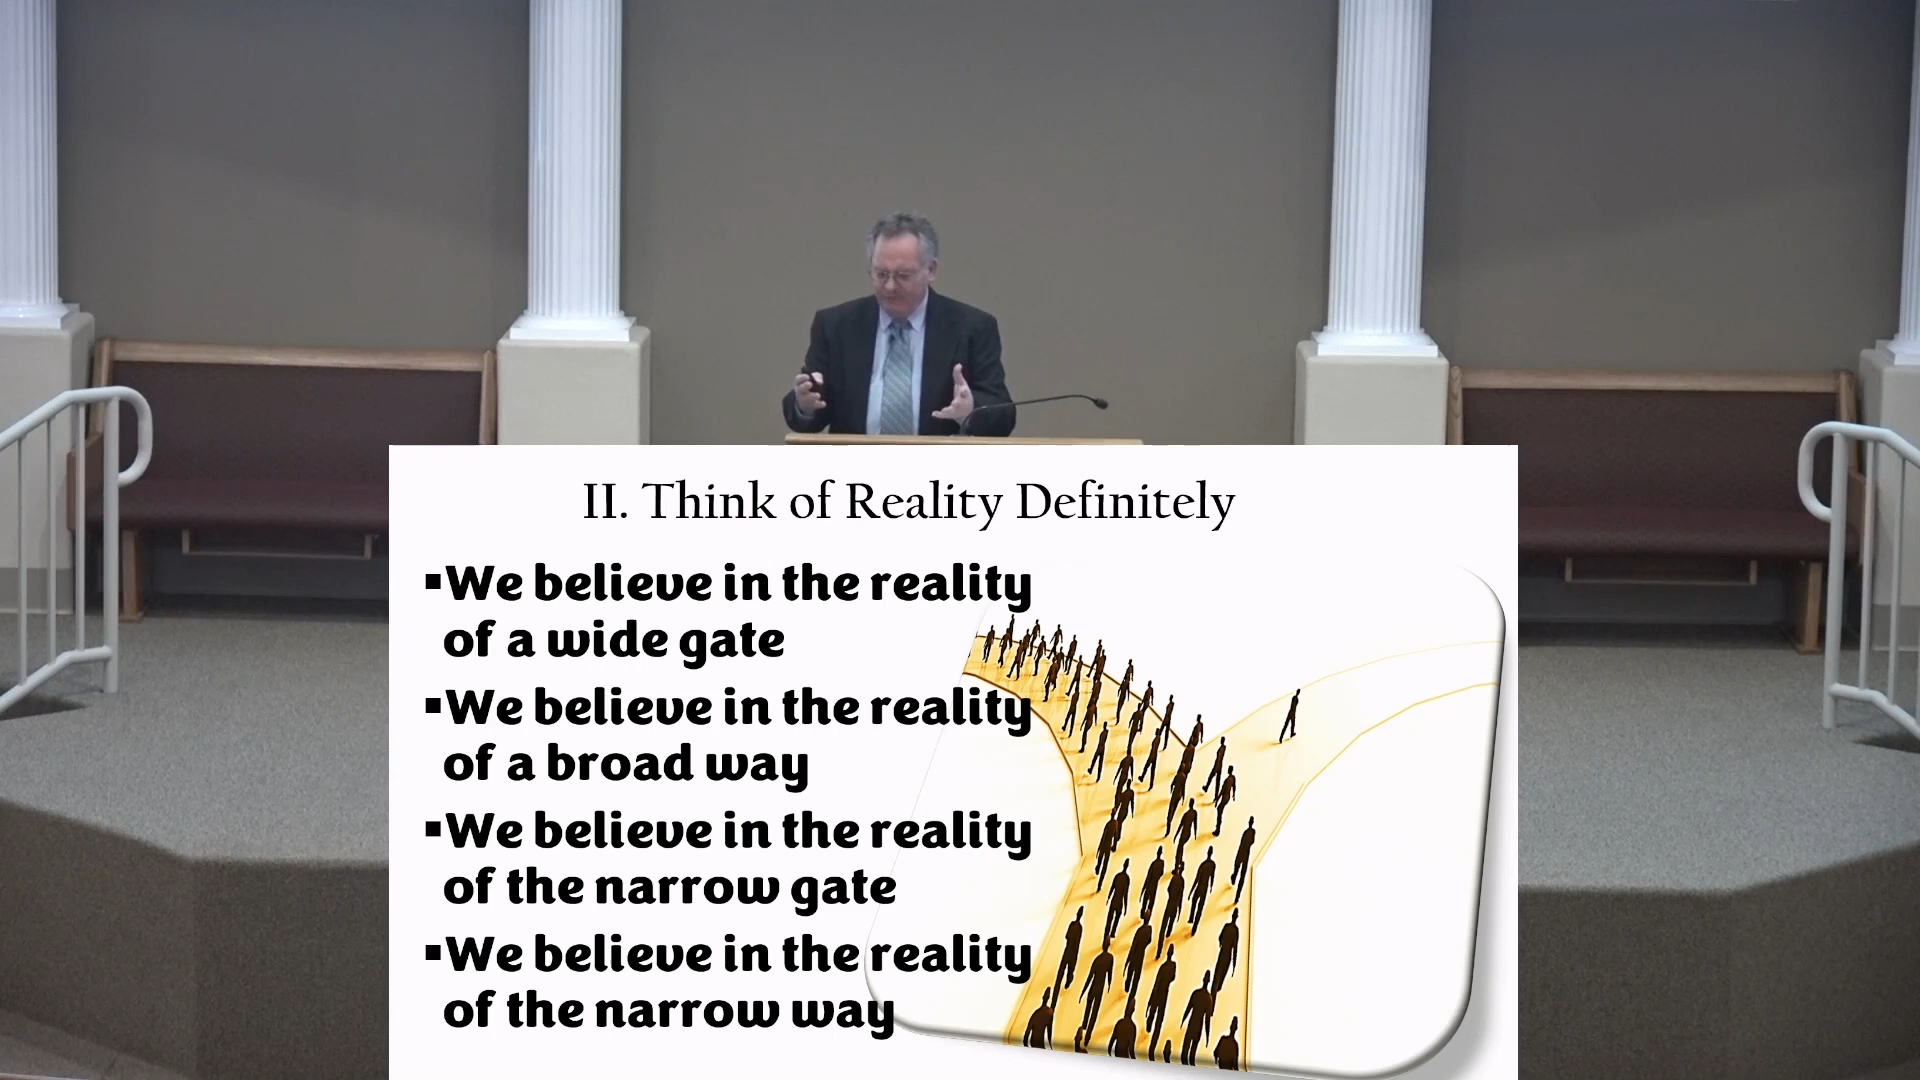 II. Think of Reality Definitely
▪We believe in the reality
of a wide gate
▪We believe in the reality
of a broad way
▪We believe in the reality
of the narrow gate
▪We believe in the reality
of the narrow way